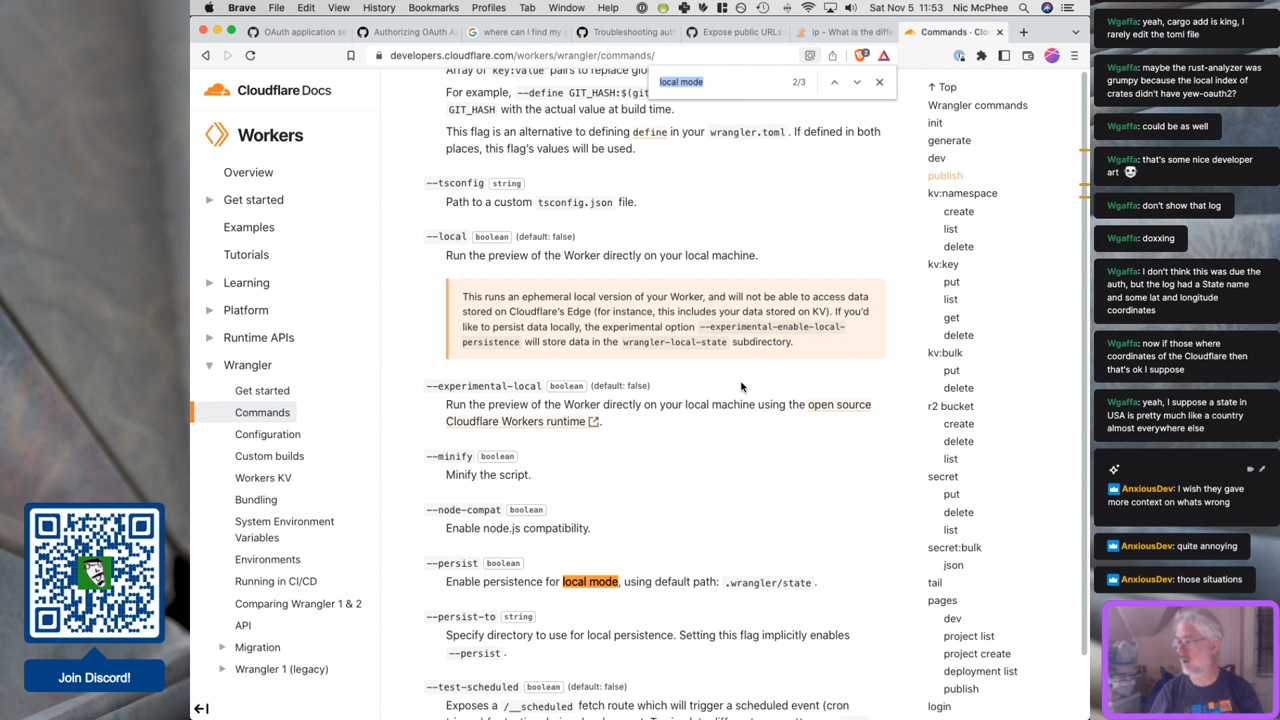 Brave File Edit View History Bookmarks Profiles Tab Window Help Sat Nov 5 11:53 Nic McPhee
OAuth application se
Authorizing OAuth A
where can I find my
Troubleshooting aut
Expose public URLs
ip - What is the diffe
Commands · Clo
developers.cloudflare.com/workers/wrangler/commands/
local mode 2/3
Cloudflare Docs
Workers
Overview
Get started
Examples
Tutorials
Learning
Platform
Runtime APIs
Wrangler
Get started
Commands
Configuration
Custom builds
Workers KV
Bundling
System Environment
Variables
Environments
Running in CI/CD
Comparing Wrangler 1 & 2
API
Migration
Wrangler 1 (legacy)
Array of key:value pairs to replace glo
For example, --define GIT_HASH:$(git
GIT_HASH with the actual value at build time.
This flag is an alternative to defining define in your wrangler.toml. If defined in both
places, this flag's values will be used.
--tsconfig string
Path to a custom tsconfig.json file.
--local boolean (default: false)
Run the preview of the Worker directly on your local machine.
This runs an ephemeral local version of your Worker, and will not be able to access data
stored on Cloudflare's Edge (for instance, this includes your data stored on KV). If you'd
like to persist data locally, the experimental option --experimental-enable-local-
persistence will store data in the wrangler-local-state subdirectory.
--experimental-local boolean (default: false)
Run the preview of the Worker directly on your local machine using the open source
Cloudflare Workers runtime.
--minify boolean
Minify the script.
--node-compat boolean
Enable node.js compatibility.
--persist boolean
Enable persistence for local mode, using default path: .wrangler/state.
--persist-to string
Specify directory to use for local persistence. Setting this flag implicitly enables
--persist.
--test-scheduled boolean (default: false)
Exposes a /__scheduled fetch route which will trigger a scheduled event (cron
↑ Top
Wrangler commands
init
generate
dev
publish
kv:namespace
create
list
delete
kv:key
put
list
get
delete
kv:bulk
put
delete
r2 bucket
create
delete
list
secret
put
delete
list
secret:bulk
json
tail
pages
dev
project list
project create
deployment list
publish
login
Wgaffa: yeah, cargo add is king, I
rarely edit the toml file
Wgaffa: maybe the rust-analyzer was
grumpy because the local index of
crates didn't have yew-oauth2?
Wgaffa: could be as well
Wgaffa: that's some nice developer
art
Wgaffa: don't show that log
Wgaffa: doxxing
Wgaffa: I don't think this was due the
auth, but the log had a State name
and some lat and longitude
coordinates
Wgaffa: now if those where
coordinates of the Cloudflare then
that's ok I suppose
Wgaffa: yeah, I suppose a state in
USA is pretty much like a country
almost everywhere else
AnxiousDev: I wish they gave
more context on whats wrong
AnxiousDev: quite annoying
AnxiousDev: those situations
Join Discord!